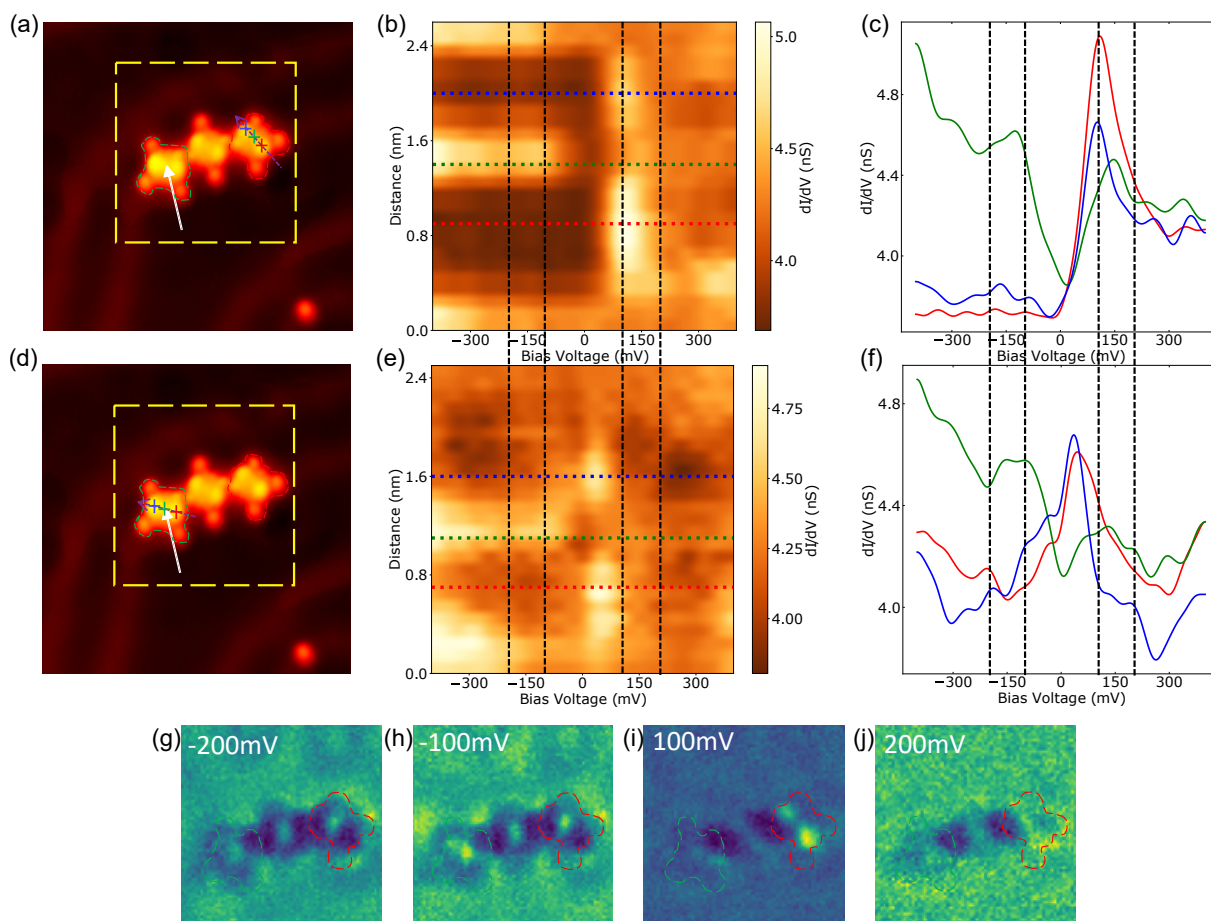 (a)
(b)
(c)
2.4
1.6
0.8
0.0
Distance (nm)
−300
−150
0
150
300
Bias Voltage (mV)
5.0
4.5
4.0
dI/dV (nS)
4.8
4.4
4.0
dI/dV (nS)
−300
−150
0
150
300
Bias Voltage (mV)
(d)
(e)
(f)
2.4
1.6
0.8
0.0
Distance (nm)
−300
−150
0
150
300
Bias Voltage (mV)
4.75
4.50
4.25
4.00
dI/dV (nS)
4.8
4.4
4.0
dI/dV (nS)
−300
−150
0
150
300
Bias Voltage (mV)
(g)
-200mV
(h)
-100mV
(i)
100mV
(j)
200mV